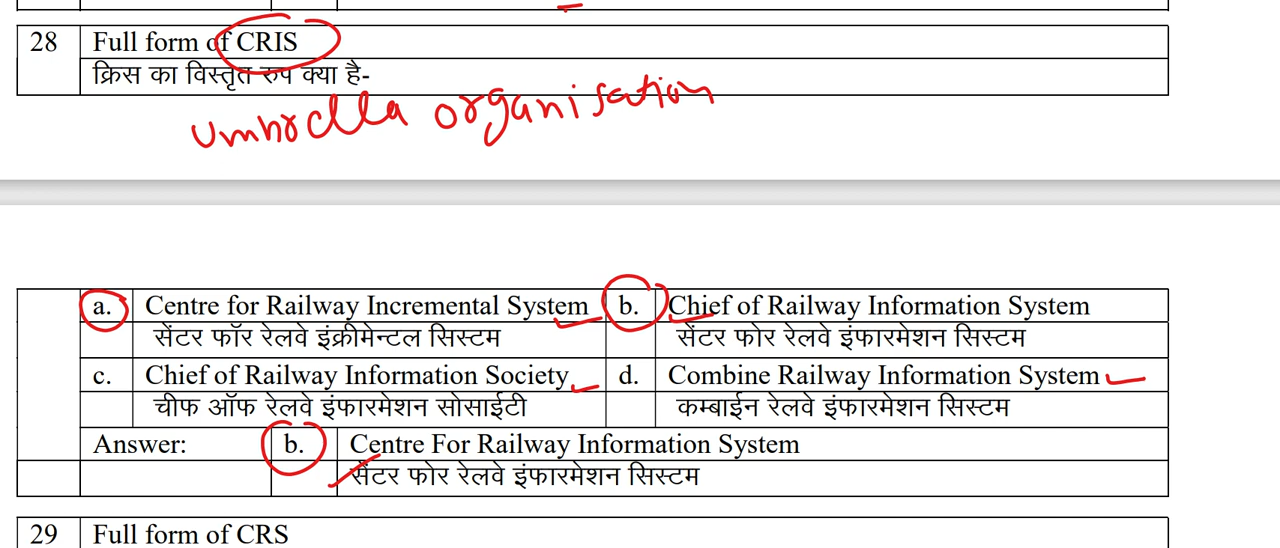 28 Full form of CRIS
क्रिस का विस्तृत रुप क्या है-
umbrella organisation
a. Centre for Railway Incremental System b. Chief of Railway Information System
सेंटर फॉर रेलवे इंक्रीमेन्टल सिस्टम सेंटर फोर रेलवे इंफारमेशन सिस्टम
c. Chief of Railway Information Society d. Combine Railway Information System
चीफ ऑफ रेलवे इंफारमेशन सोसाईटी कम्बाईन रेलवे इंफारमेशन सिस्टम
Answer: b. Centre For Railway Information System
सेंटर फोर रेलवे इंफारमेशन सिस्टम
29 Full form of CRS